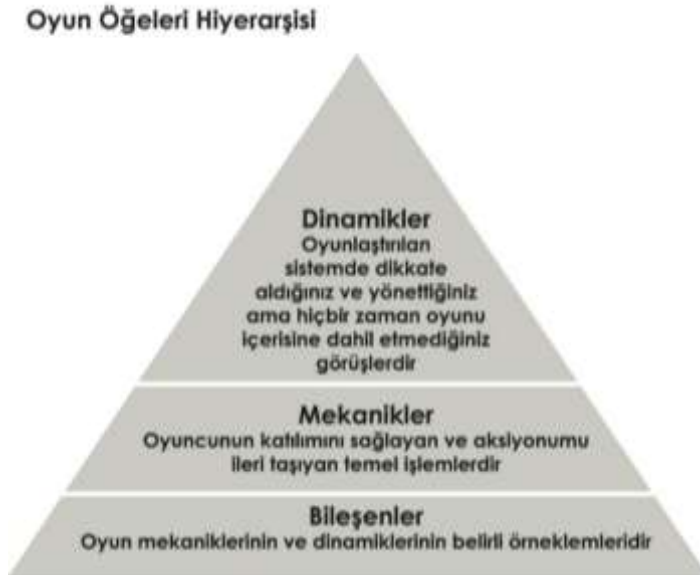 Oyun Öğeleri Hiyerarşisi
Dinamikler
Oyunlaştırılan
sistemde dikkate
aldığınız ve yönettiğiniz
ama hiçbir zaman oyunu
içerisine dahil etmediğiniz
görüşlerdir
Mekanikler
Oyuncunun katılımını sağlayan ve aksiyonumu
ileri taşıyan temel işlemlerdir
Bileşenler
Oyun mekaniklerinin ve dinamiklerinin belirli örneklemleridir